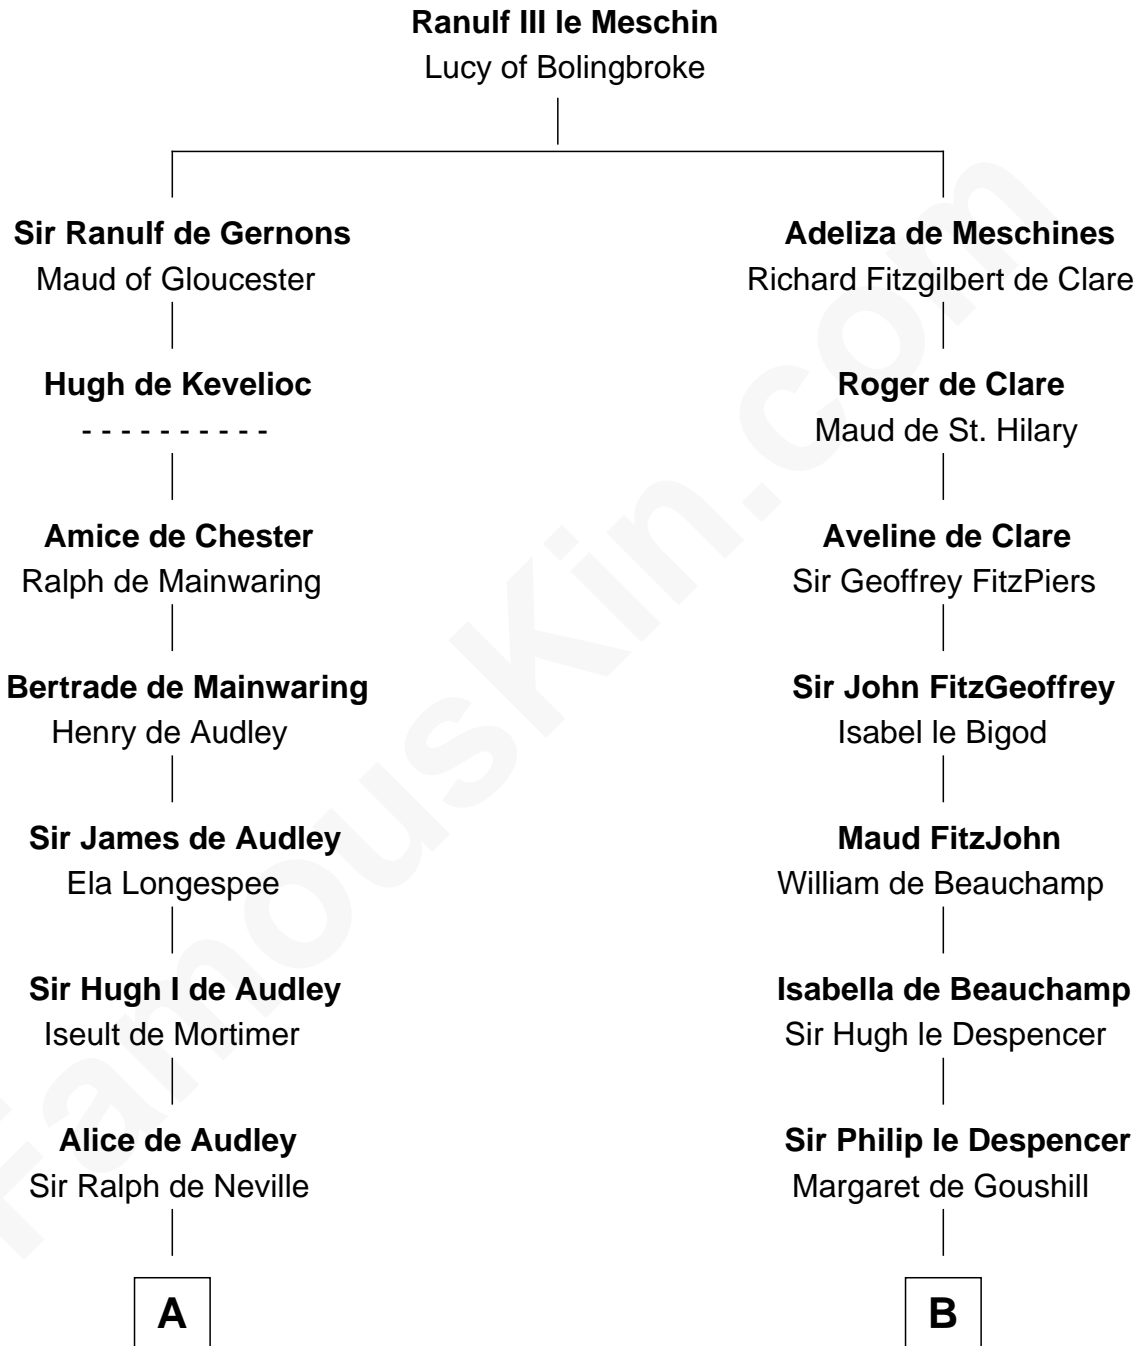 Ranulf III le Meschin
Lucy of Bolingbroke
Sir Ranulf de Gernons
Maud of Gloucester
Hugh de Kevelioc
- - - - - - - - - -
Amice de Chester
Ralph de Mainwaring
Bertrade de Mainwaring
Henry de Audley
Sir James de Audley
Ela Longespee
Sir Hugh I de Audley
Iseult de Mortimer
Alice de Audley
Sir Ralph de Neville
A
Adeliza de Meschines
Richard Fitzgilbert de Clare
Roger de Clare
Maud de St. Hilary
Aveline de Clare
Sir Geoffrey FitzPiers
Sir John FitzGeoffrey
Isabel le Bigod
Maud FitzJohn
William de Beauchamp
Isabella de Beauchamp
Sir Hugh le Despencer
Sir Philip le Despencer
Margaret de Goushill
B
FamousKin.com